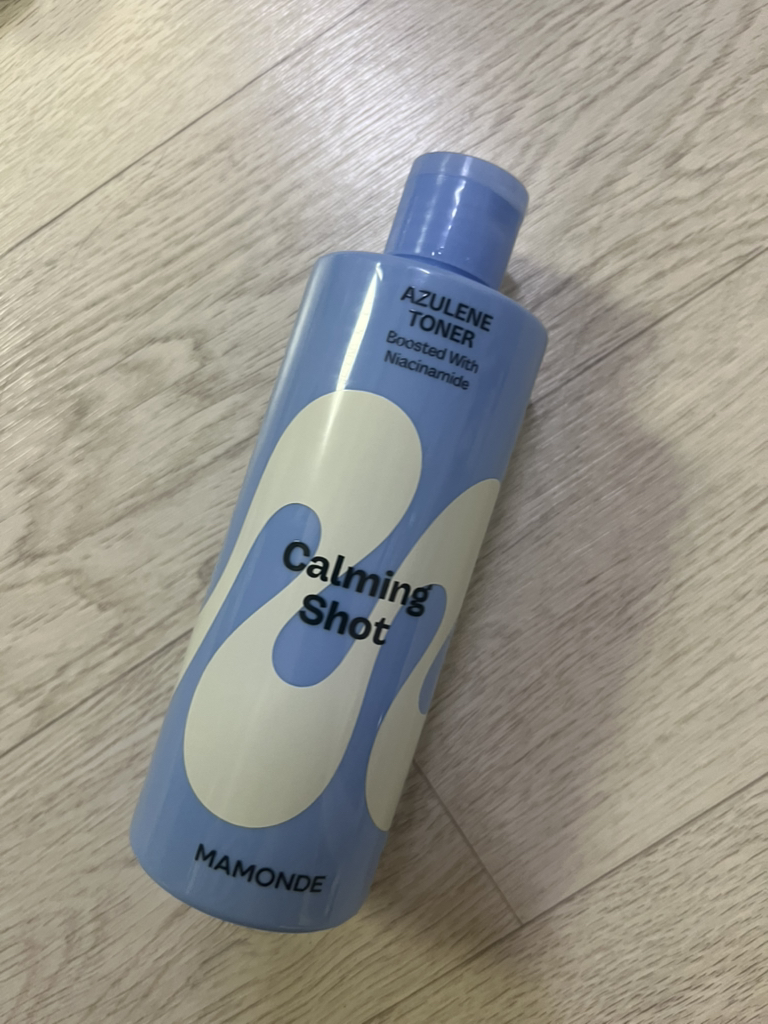 AZULENE
TONER
Boosted With
Niacinamide
Calming
Shot
MAMONDE